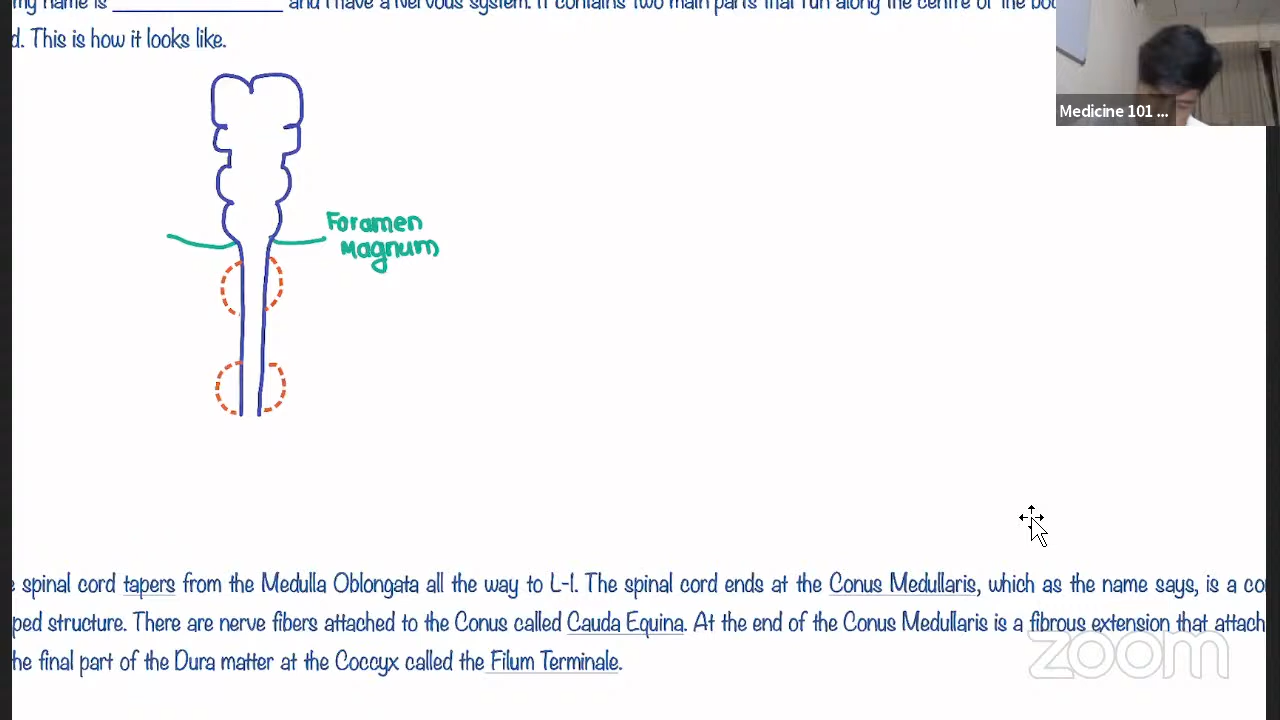 my name is ________________ and I have a Nervous system. It contains two main parts that run along the centre of the
d. This is how it looks like.
Medicine 101 ...
Foramen
Magnum
spinal cord tapers from the Medulla Oblongata all the way to L-1. The spinal cord ends at the Conus Medullaris, which as the name says, is a co
ped structure. There are nerve fibers attached to the Conus called Cauda Equina. At the end of the Conus Medullaris is a fibrous extension that attach
he final part of the Dura matter at the Coccyx called the Filum Terminale.
zoom